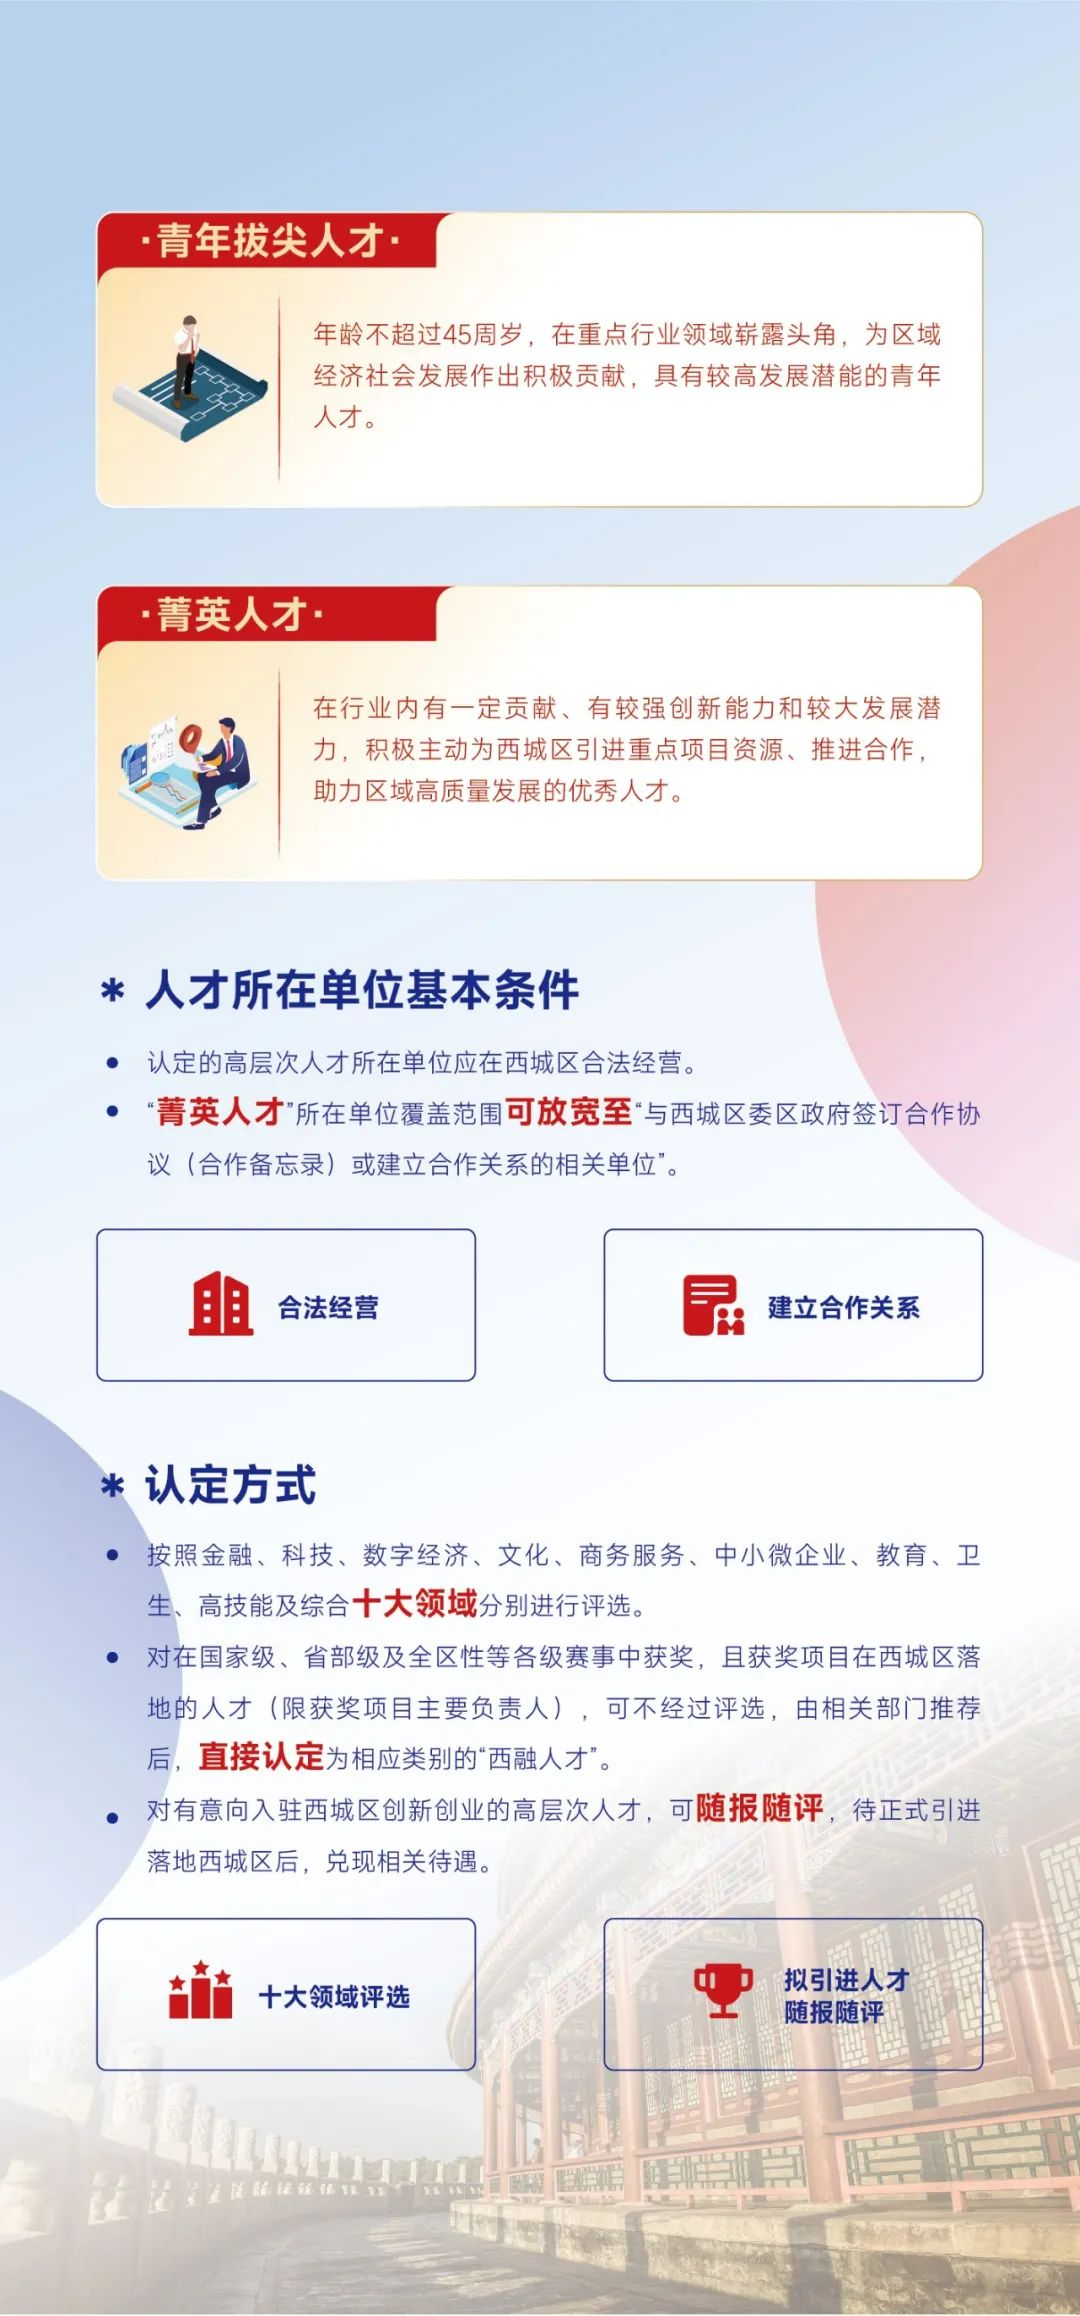 ·青年拔尖人才·
年龄不超过45周岁，在重点行业领域崭露头角，为区域
经济社会发展作出积极贡献，具有较高发展潜能的青年
人才。
·菁英人才·
在行业内有一定贡献、有较强创新能力和较大发展潜
力，积极主动为西城区引进重点项目资源、推进合作，
助力区域高质量发展的优秀人才。
* 人才所在单位基本条件
● 认定的高层次人才所在单位应在西城区合法经营。
● “菁英人才”所在单位覆盖范围可放宽至“与西城区委区政府签订合作协
议（合作备忘录）或建立合作关系的相关单位”。
合法经营
建立合作关系
* 认定方式
● 按照金融、科技、数字经济、文化、商务服务、中小微企业、教育、卫
生、高技能及综合十大领域分别进行评选。
● 对在国家级、省部级及全区性等各级赛事中获奖，且获奖项目在西城区落
地的人才（限获奖项目主要负责人），可不经过评选，由相关部门推荐
后，直接认定为相应类别的“西融人才”。
● 对有意向入驻西城区创新创业的高层次人才，可随报随评，待正式引进
落地西城区后，兑现相关待遇。
十大领域评选
拟引进人才
随报随评